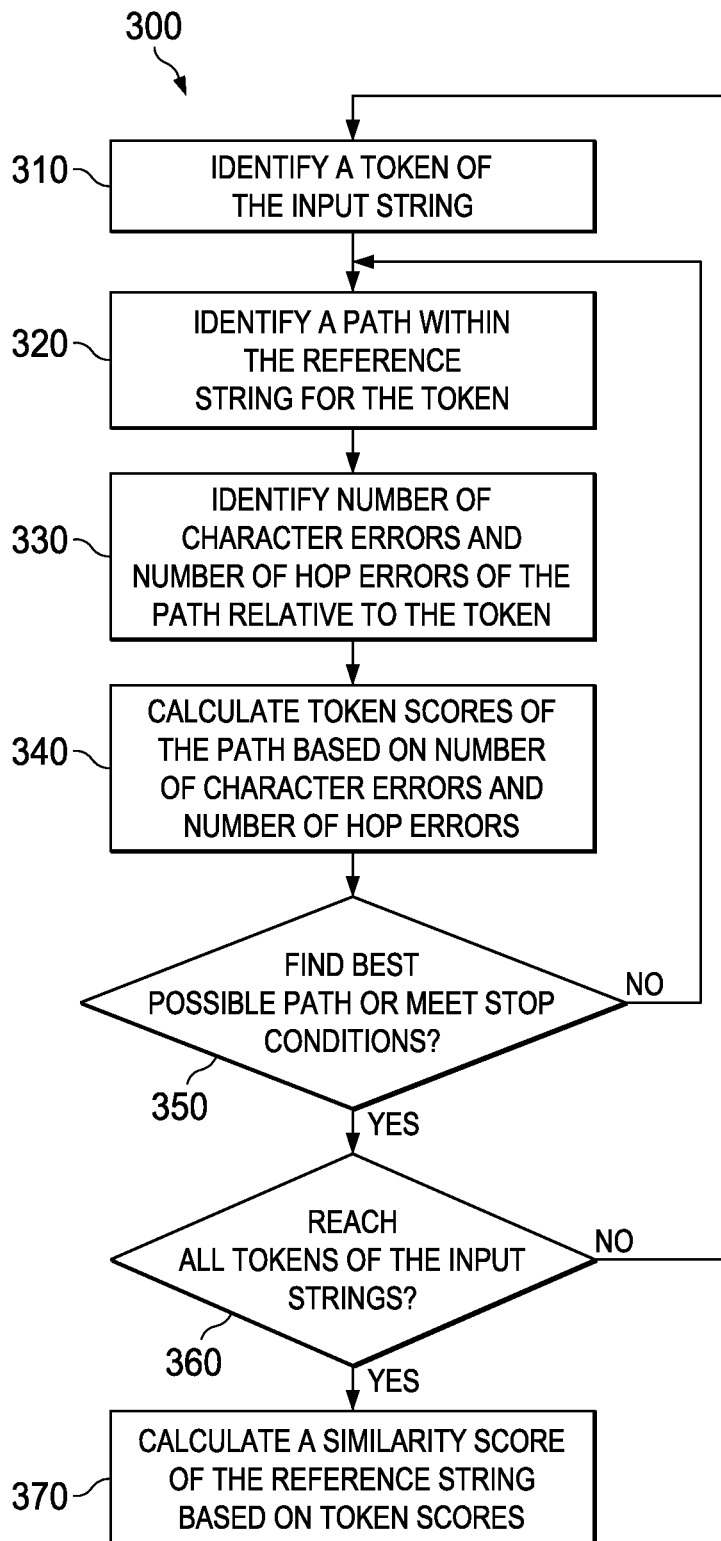 300
310
IDENTIFY A TOKEN OF
THE INPUT STRING
320
IDENTIFY A PATH WITHIN
THE REFERENCE
STRING FOR THE TOKEN
330
IDENTIFY NUMBER OF
CHARACTER ERRORS AND
NUMBER OF HOP ERRORS OF THE
PATH RELATIVE TO THE TOKEN
340
CALCULATE TOKEN SCORES OF
THE PATH BASED ON NUMBER
OF CHARACTER ERRORS AND
NUMBER OF HOP ERRORS
FIND BEST
POSSIBLE PATH OR MEET STOP
CONDITIONS?
NO
350
YES
REACH
ALL TOKENS OF THE INPUT
STRINGS?
NO
360
YES
370
CALCULATE A SIMILARITY SCORE
OF THE REFERENCE STRING
BASED ON TOKEN SCORES